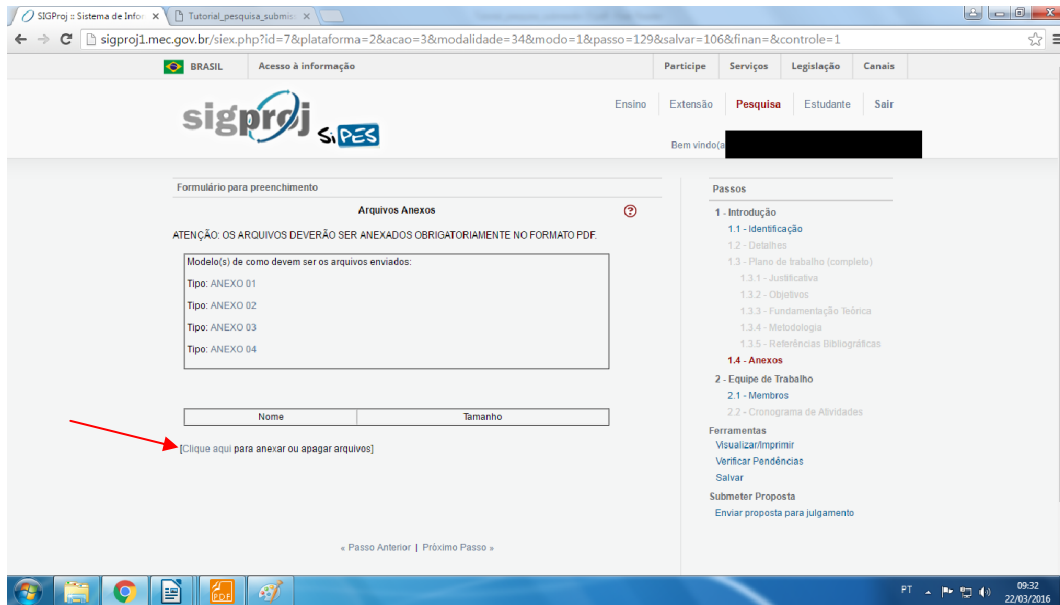 SIGProj :: Sistema de Infor
Tutorial_pesquisa_submiss
sigproj1.mec.gov.br/siex.php?id=7&plataforma=2&acao=3&modalidade=34&modo=1&passo=129&salvar=106&finan=&controle=1
BRASIL Acesso à informação Participe Serviços Legislação Canais
sigproj SiPES
Ensino Extensão Pesquisa Estudante Sair
Bem vindo(a
Formulário para preenchimento
Arquivos Anexos
ATENÇÃO: OS ARQUIVOS DEVERÃO SER ANEXADOS OBRIGATORIAMENTE NO FORMATO PDF.
Modelo(s) de como devem ser os arquivos enviados:
Tipo: ANEXO 01
Tipo: ANEXO 02
Tipo: ANEXO 03
Tipo: ANEXO 04
Nome Tamanho
[Clique aqui para anexar ou apagar arquivos]
« Passo Anterior | Próximo Passo »
Passos
1 - Introdução
1.1 - Identificação
1.2 - Detalhes
1.3 - Plano de trabalho (completo)
1.3.1 - Justificativa
1.3.2 - Objetivos
1.3.3 - Fundamentação Teórica
1.3.4 - Metodologia
1.3.5 - Referências Bibliográficas
1.4 - Anexos
2 - Equipe de Trabalho
2.1 - Membros
2.2 - Cronograma de Atividades
Ferramentas
Visualizar/Imprimir
Verificar Pendências
Salvar
Submeter Proposta
Enviar proposta para julgamento
PDF
PT
09:32
22/03/2016